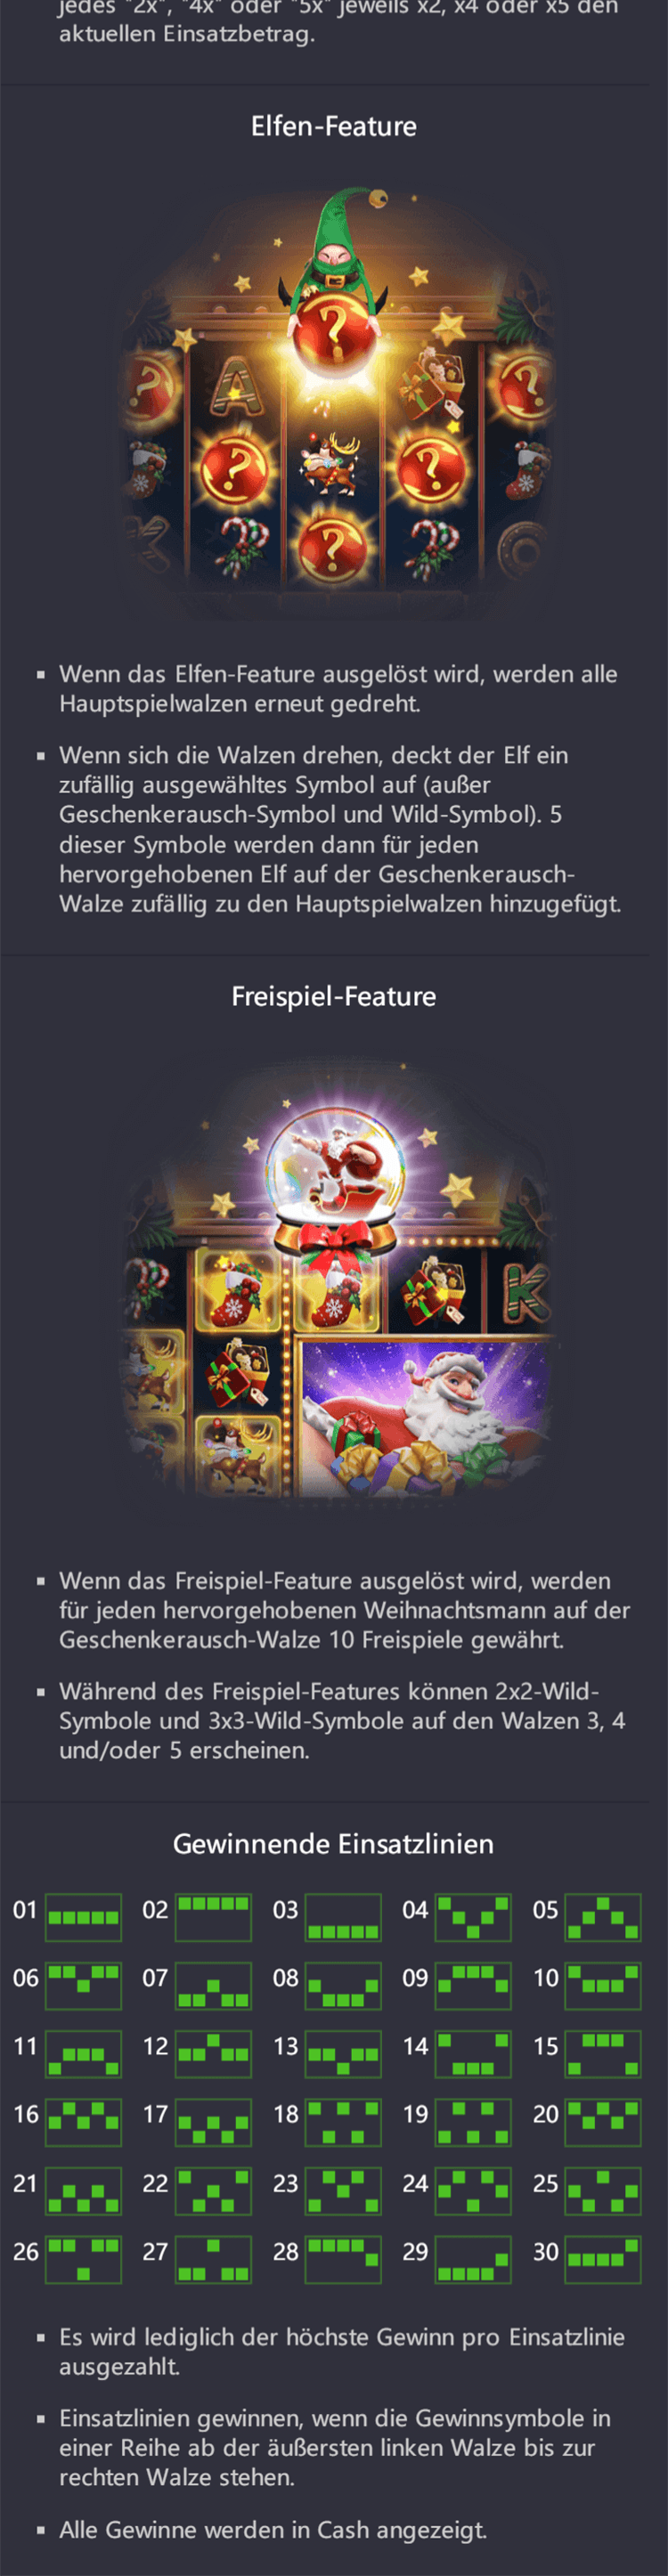 jedes "2x", "4x" oder "5x" jeweils x2, x4 oder x5 den
aktuellen Einsatzbetrag.
Elfen-Feature
?
? A ?
? ?
K ?
▪ Wenn das Elfen-Feature ausgelöst wird, werden alle
Hauptspielwalzen erneut gedreht.
▪ Wenn sich die Walzen drehen, deckt der Elf ein
zufällig ausgewähltes Symbol auf (außer
Geschenkerausch-Symbol und Wild-Symbol). 5
dieser Symbole werden dann für jeden
hervorgehobenen Elf auf der Geschenkerausch-
Walze zufällig zu den Hauptspielwalzen hinzugefügt.
Freispiel-Feature
K
▪ Wenn das Freispiel-Feature ausgelöst wird, werden
für jeden hervorgehobenen Weihnachtsmann auf der
Geschenkerausch-Walze 10 Freispiele gewährt.
▪ Während des Freispiel-Features können 2x2-Wild-
Symbole und 3x3-Wild-Symbole auf den Walzen 3, 4
und/oder 5 erscheinen.
Gewinnende Einsatzlinien
01 02 03 04 05
06 07 08 09 10
11 12 13 14 15
16 17 18 19 20
21 22 23 24 25
26 27 28 29 30
▪ Es wird lediglich der höchste Gewinn pro Einsatzlinie
ausgezahlt.
▪ Einsatzlinien gewinnen, wenn die Gewinnsymbole in
einer Reihe ab der äußersten linken Walze bis zur
rechten Walze stehen.
▪ Alle Gewinne werden in Cash angezeigt.